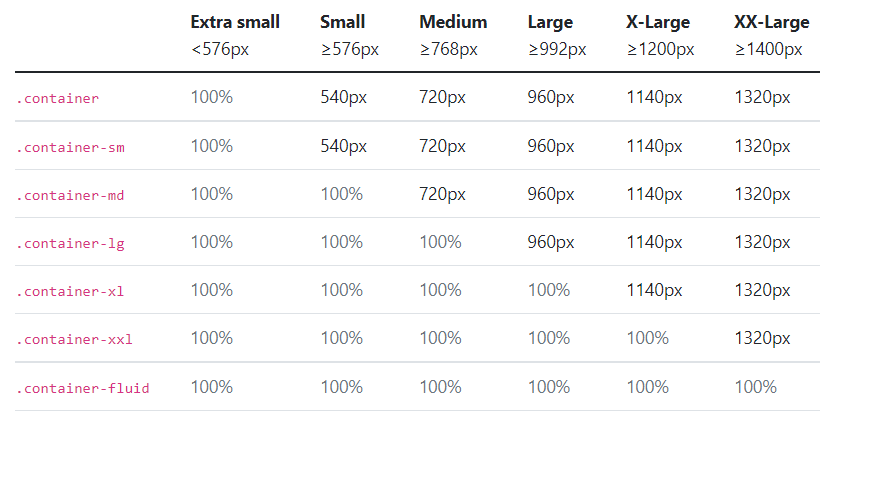 Extra small Small Medium Large X-Large XX-Large
<576px ≥576px ≥768px ≥992px ≥1200px ≥1400px
.container 100% 540px 720px 960px 1140px 1320px
.container-sm 100% 540px 720px 960px 1140px 1320px
.container-md 100% 100% 720px 960px 1140px 1320px
.container-lg 100% 100% 100% 960px 1140px 1320px
.container-xl 100% 100% 100% 100% 1140px 1320px
.container-xxl 100% 100% 100% 100% 100% 1320px
.container-fluid 100% 100% 100% 100% 100% 100%